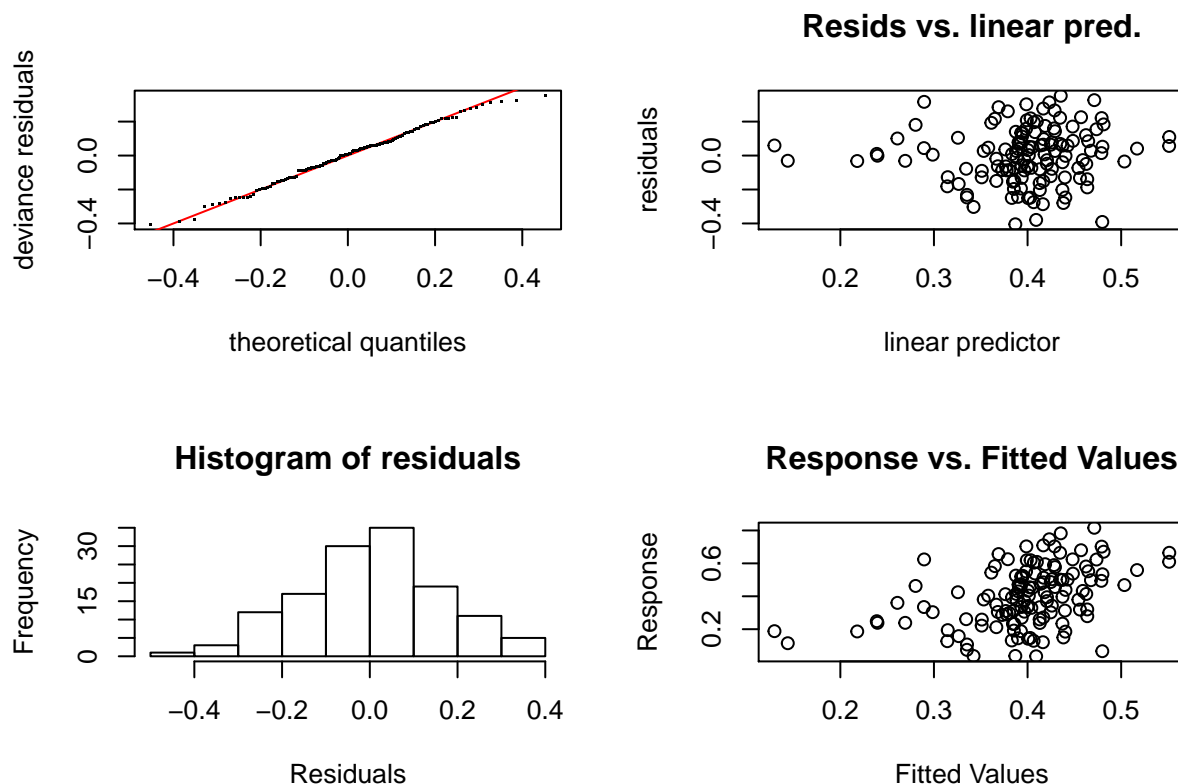 deviance residuals
0.0
−0.4
−0.4
−0.2
0.0
0.2
0.4
theoretical quantiles
Resids vs. linear pred.
residuals
0.0
−0.4
0.2
0.3
0.4
0.5
linear predictor
Histogram of residuals
Frequency
30
15
0
−0.4
−0.2
0.0
0.2
0.4
Residuals
Response vs. Fitted Values
Response
0.6
0.2
0.2
0.3
0.4
0.5
Fitted Values